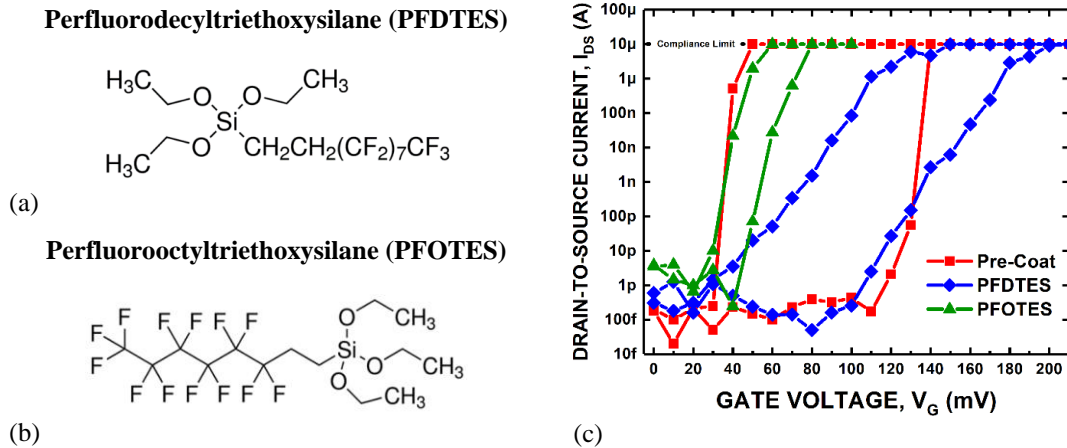 Perfluorodecyltriethoxysilane (PFDTES)
H₃C
O O CH₃
Si
O CH₂CH₂(CF₂)₇CF₃
H₃C
(a)
Perfluorooctyltriethoxysilane (PFOTES)
F F F F F F
F O CH₃
F Si O CH₃
F F F F F F O CH₃
(b)
DRAIN-TO-SOURCE CURRENT, I_DS (A)
100µ
10µ
1µ
100n
10n
1n
100p
10p
1p
100f
10f
Compliance Limit
Pre-Coat
PFDTES
PFOTES
0 20 40 60 80 100 120 140 160 180 200
GATE VOLTAGE, V_G (mV)
(c)